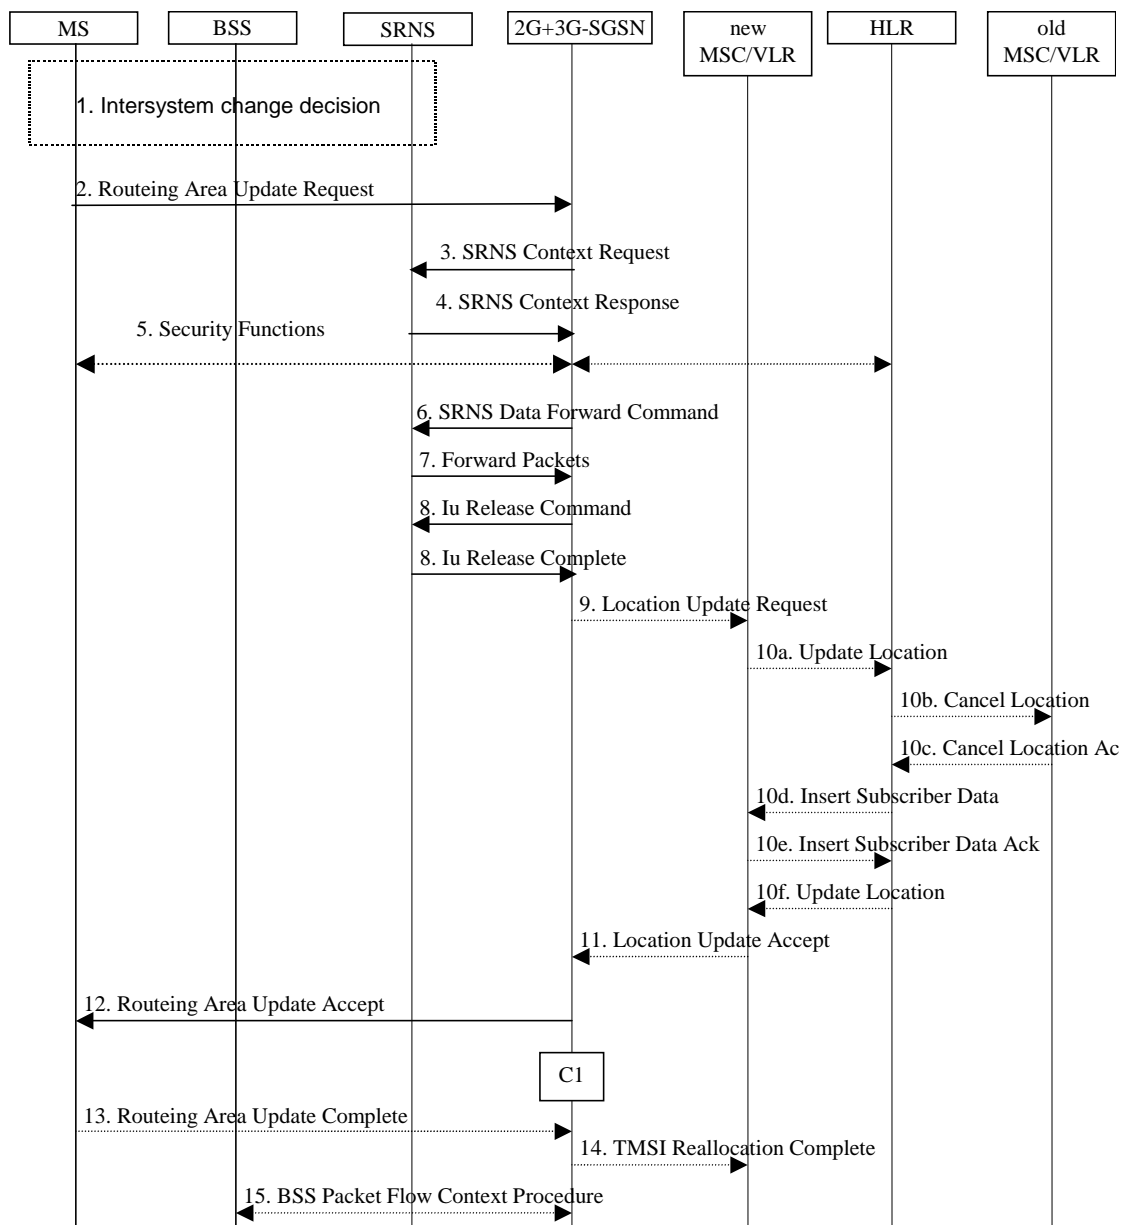 MS
BSS
SRNS
2G+3G-SGSN
new
MSC/VLR
HLR
old
MSC/VLR
1. Intersystem change decision
2. Routeing Area Update Request
3. SRNS Context Request
4. SRNS Context Response
5. Security Functions
6. SRNS Data Forward Command
7. Forward Packets
8. Iu Release Command
8. Iu Release Complete
9. Location Update Request
10a. Update Location
10b. Cancel Location
10c. Cancel Location Ac
10d. Insert Subscriber Data
10e. Insert Subscriber Data Ack
10f. Update Location
11. Location Update Accept
12. Routeing Area Update Accept
C1
13. Routeing Area Update Complete
14. TMSI Reallocation Complete
15. BSS Packet Flow Context Procedure